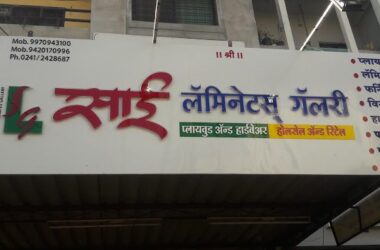 Mob. 9970943100
Mob. 9420170996
Ph.0241/2428687
।। श्री ।।
साई लॅमिनेटस् गॅलरी
प्लायवुड अ‍ॅन्ड हार्डवेअर होलसेल अ‍ॅन्ड रिटेल